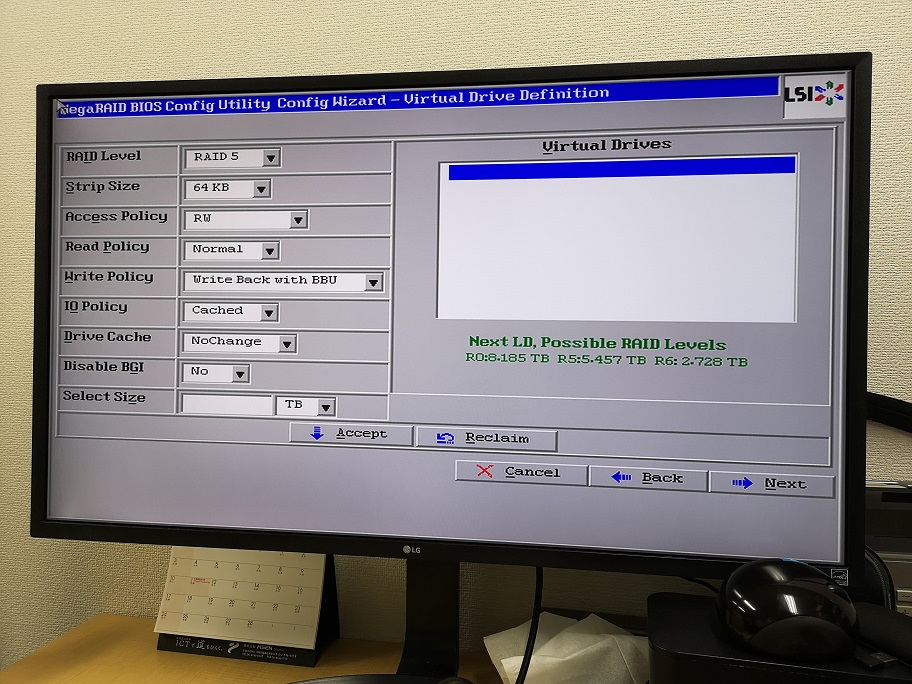 MegaRAID BIOS Config Utility Config Wizard – Virtual Drive Definition
LSI
RAID Level RAID 5
Strip Size 64 KB
Access Policy RW
Read Policy Normal
Write Policy Write Back with BBU
IO Policy Cached
Drive Cache NoChange
Disable BGI No
Select Size TB
Virtual Drives
Next LD, Possible RAID Levels
R0:8.185 TB R5:5.457 TB R6: 2.728 TB
Accept Reclaim
Cancel Back Next
LG